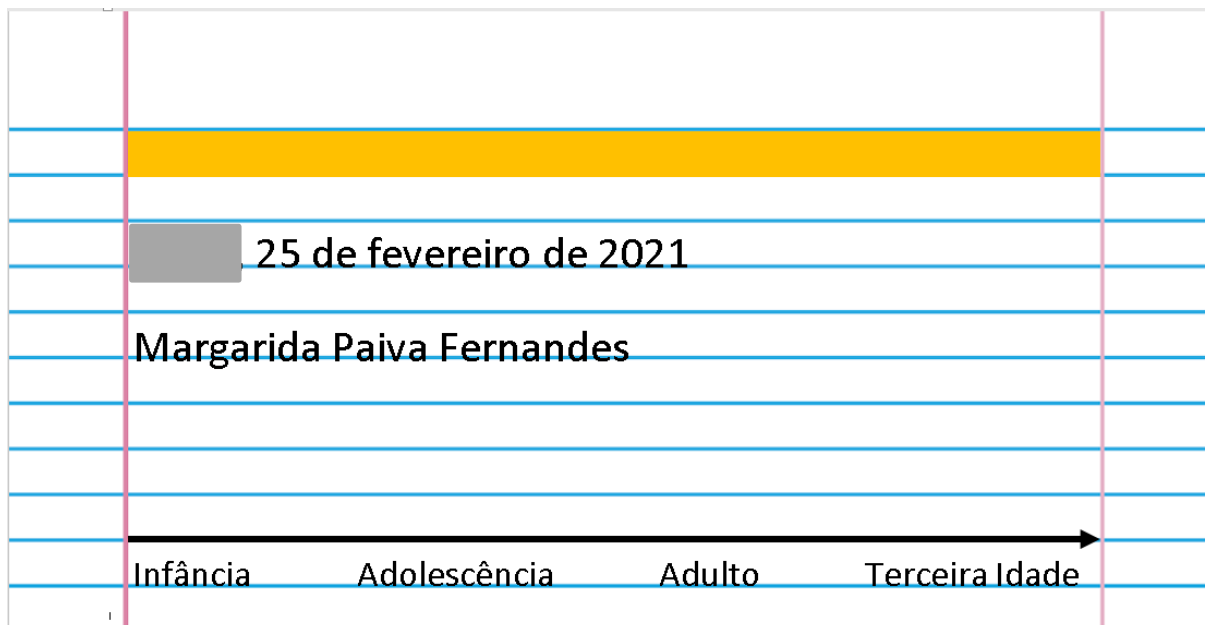 , 25 de fevereiro de 2021
Margarida Paiva Fernandes
Infância Adolescência Adulto Terceira Idade